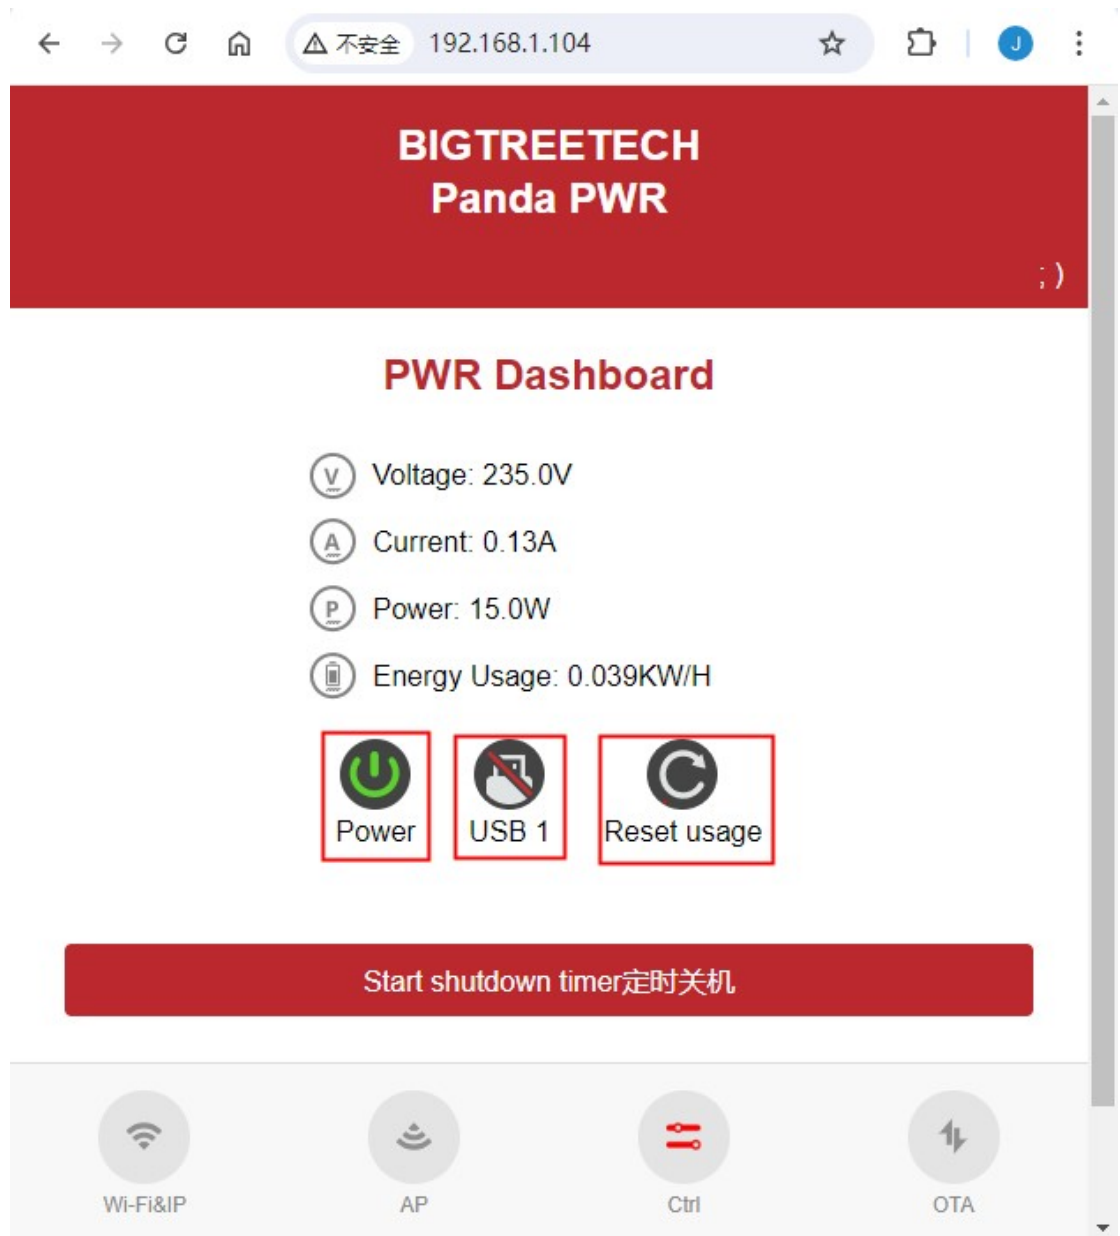 不安全 192.168.1.104
J
BIGTREETECH
Panda PWR
; )
PWR Dashboard
V Voltage: 235.0V
A Current: 0.13A
P Power: 15.0W
Energy Usage: 0.039KW/H
Power USB 1 Reset usage
Start shutdown timer定时关机
Wi-Fi&IP AP Ctrl OTA